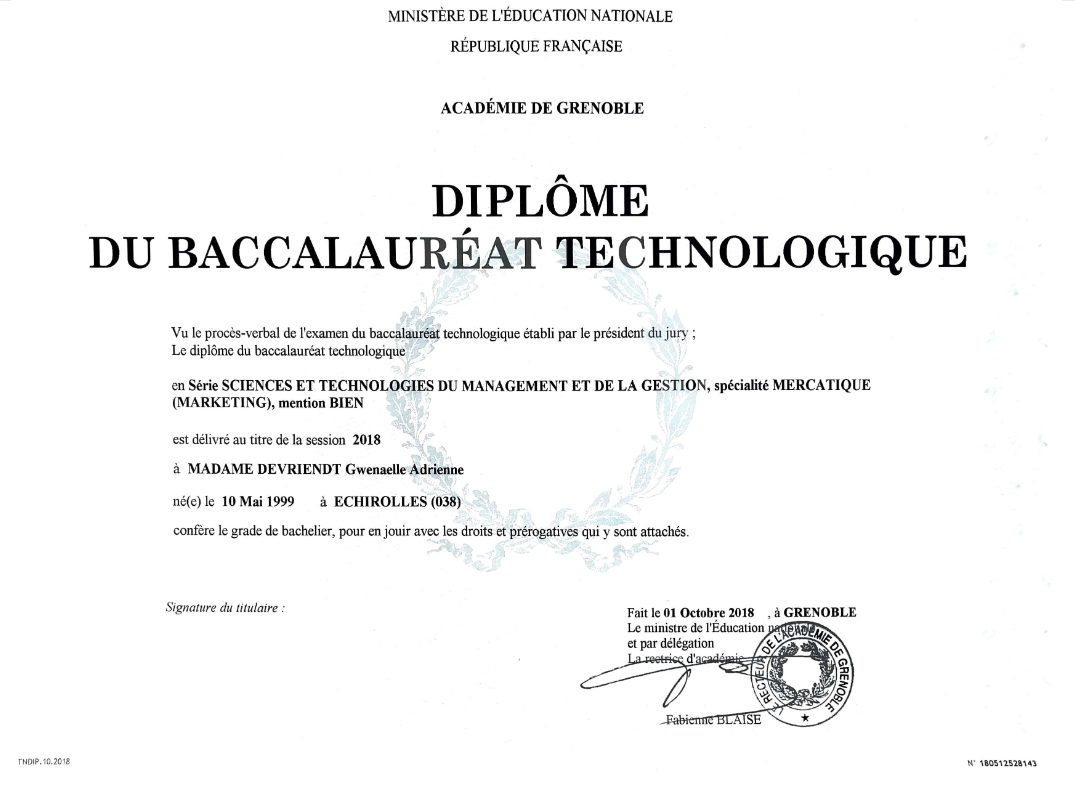 MINISTÈRE DE L'ÉDUCATION NATIONALE
RÉPUBLIQUE FRANÇAISE
ACADÉMIE DE GRENOBLE
DIPLÔME
DU BACCALAURÉAT TECHNOLOGIQUE
Vu le procès-verbal de l'examen du baccalauréat technologique établi par le président du jury ;
Le diplôme du baccalauréat technologique
en Série SCIENCES ET TECHNOLOGIES DU MANAGEMENT ET DE LA GESTION, spécialité MERCATIQUE
(MARKETING), mention BIEN
est délivré au titre de la session 2018
à MADAME DEVRIENDT Gwenaelle Adrienne
né(e) le 10 Mai 1999 à ECHIROLLES (038)
confère le grade de bachelier, pour en jouir avec les droits et prérogatives qui y sont attachés.
Signature du titulaire :
Fait le 01 Octobre 2018 , à GRENOBLE
Le ministre de l'Éducation nationale
et par délégation
La rectrice d'académie
LE RECTEUR DE L'ACADÉMIE DE GRENOBLE
Fabienne BLAISE
TNDIP.10.2018
N° 180512528143